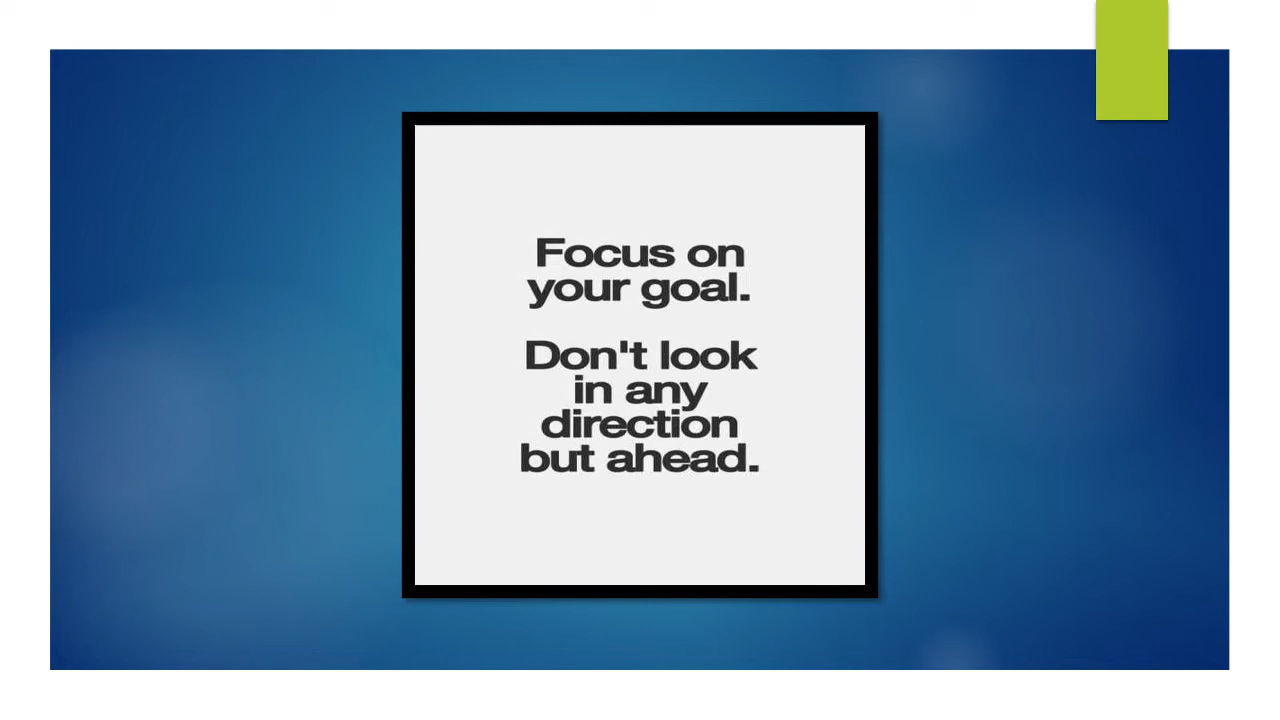 Focus on
your goal.
Don't look
in any
direction
but ahead.